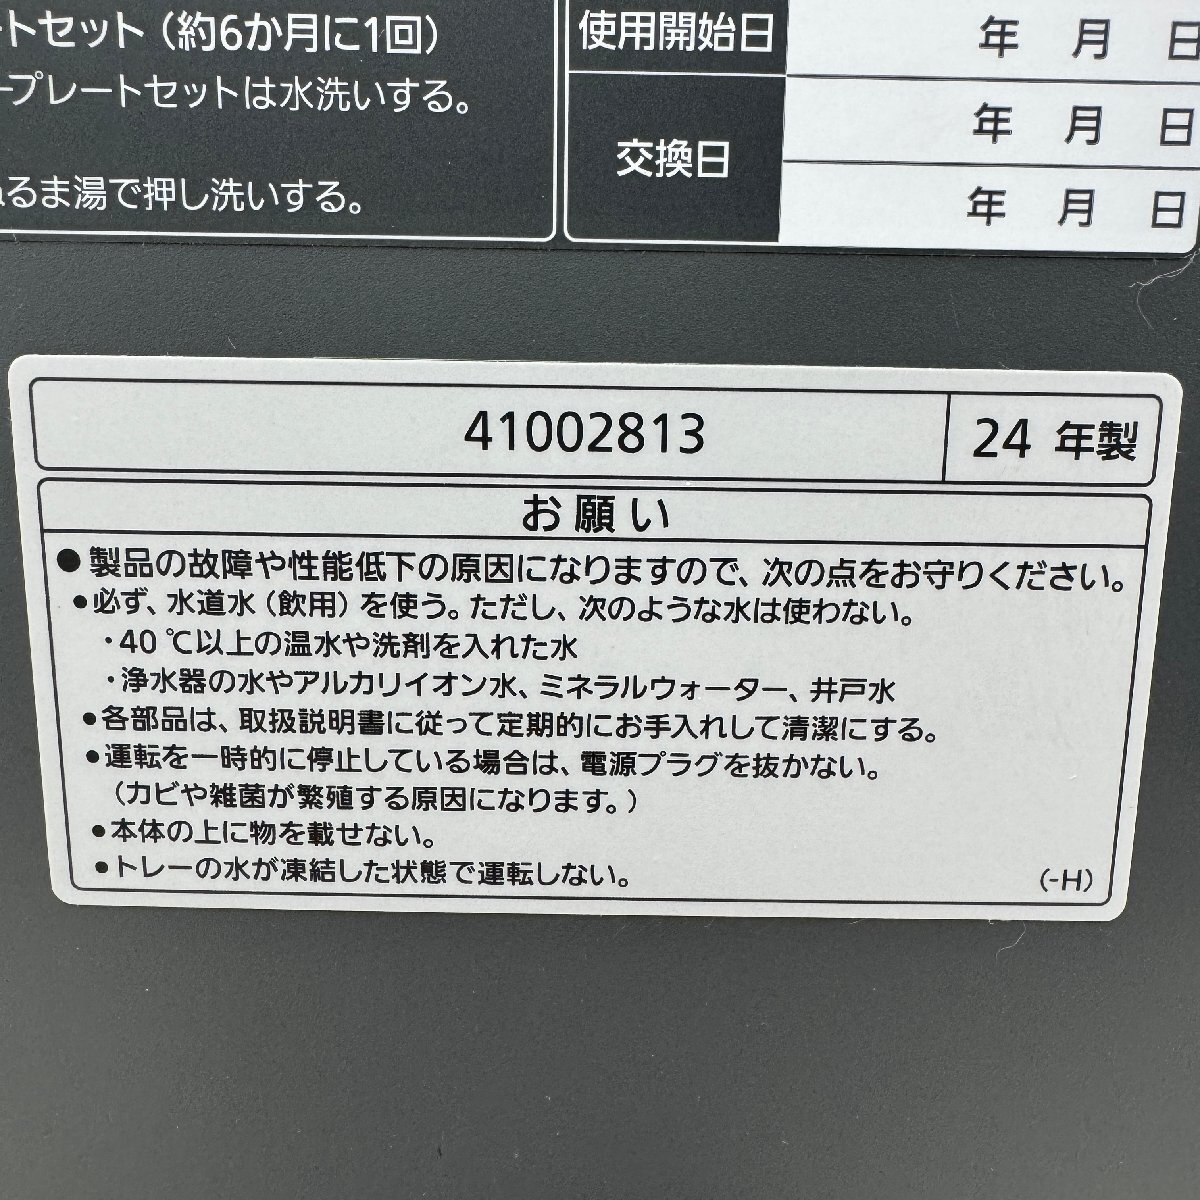 ートセット（約6か月に1回）
ープレートセットは水洗いする。
ぬるま湯で押し洗いする。
使用開始日 年 月 日
交換日 年 月 日
年 月 日
41002813 24 年製
お願い
●製品の故障や性能低下の原因になりますので、次の点をお守りください。
●必ず、水道水（飲用）を使う。ただし、次のような水は使わない。
・40℃以上の温水や洗剤を入れた水
・浄水器の水やアルカリイオン水、ミネラルウォーター、井戸水
●各部品は、取扱説明書に従って定期的にお手入れして清潔にする。
●運転を一時的に停止している場合は、電源プラグを抜かない。
（カビや雑菌が繁殖する原因になります。）
●本体の上に物を載せない。
●トレーの水が凍結した状態で運転しない。
(-H)